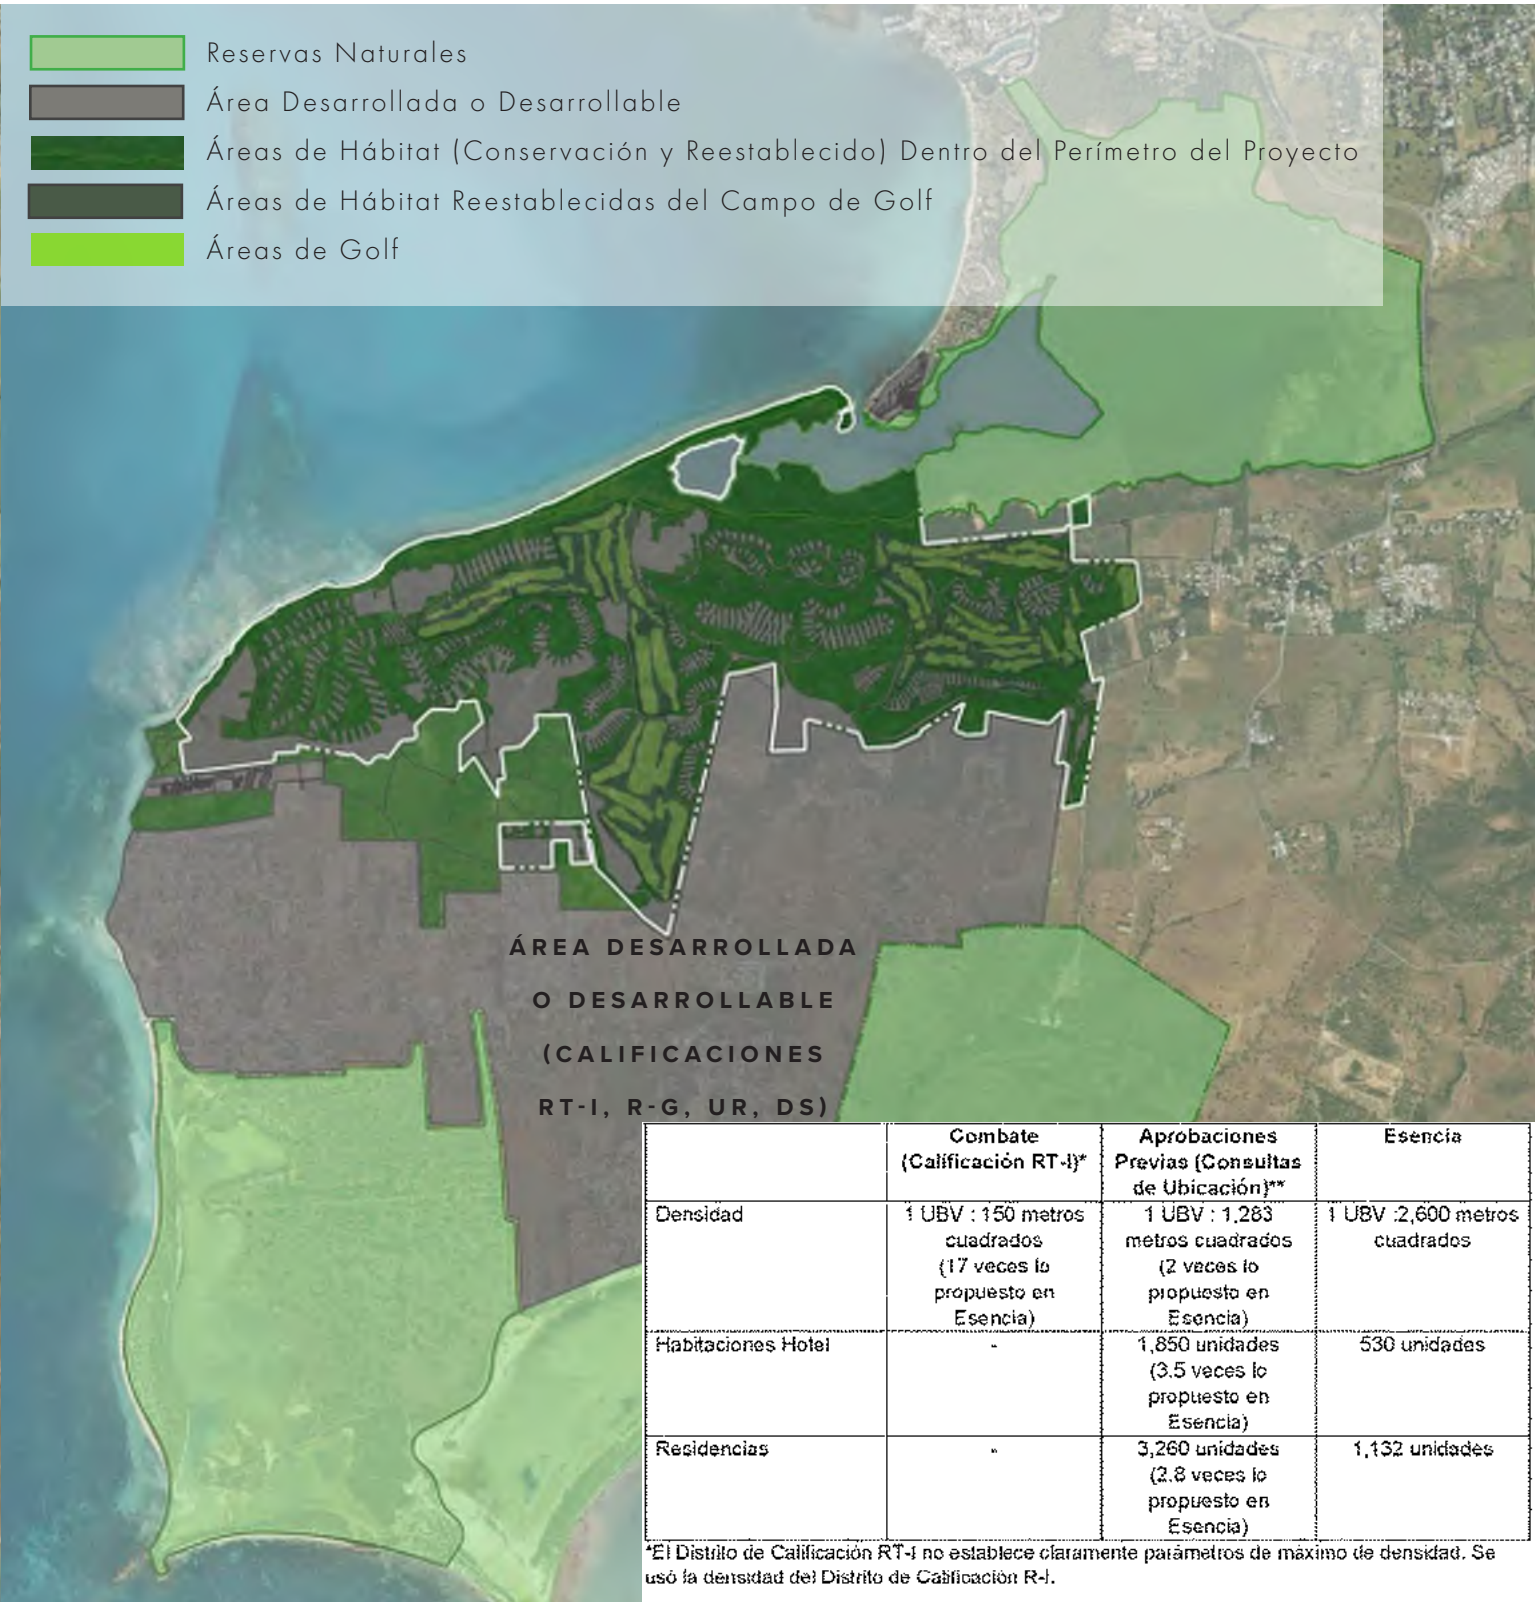 Reservas Naturales
Área Desarrollada o Desarrollable
Áreas de Hábitat (Conservación y Reestablecido) Dentro del Perímetro del Proyecto
Áreas de Hábitat Reestablecidas del Campo de Golf
Áreas de Golf
ÁREA DESARROLLADA
O DESARROLLABLE
(CALIFICACIONES
RT-I, R-G, UR, DS)
Combate
(Calificación RT-I)*
Aprobaciones
Previas (Consultas
de Ubicación)**
Esencia
Densidad
1 UBV : 150 metros
cuadrados
(17 veces lo
propuesto en
Esencia)
1 UBV : 1,283
metros cuadrados
(2 veces lo
propuesto en
Esencia)
1 UBV :2,600 metros
cuadrados
Habitaciones Hotel
-
1,850 unidades
(3.5 veces lo
propuesto en
Esencia)
530 unidades
Residencias
-
3,260 unidades
(2.8 veces lo
propuesto en
Esencia)
1,132 unidades
*El Distrito de Calificación RT-I no establece claramente parámetros de máximo de densidad. Se
usó la densidad del Distrito de Calificación R-I.